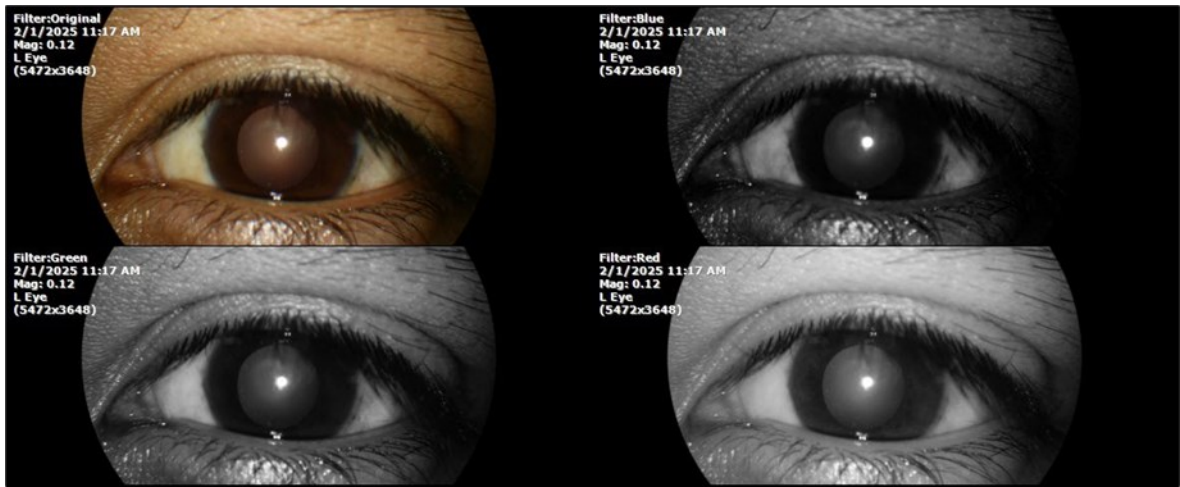 Filter:Original
2/1/2025 11:17 AM
Mag: 0.12
L Eye
(5472x3648)
Filter:Blue
2/1/2025 11:17 AM
Mag: 0.12
L Eye
(5472x3648)
Filter:Green
2/1/2025 11:17 AM
Mag: 0.12
L Eye
(5472x3648)
Filter:Red
2/1/2025 11:17 AM
Mag: 0.12
L Eye
(5472x3648)